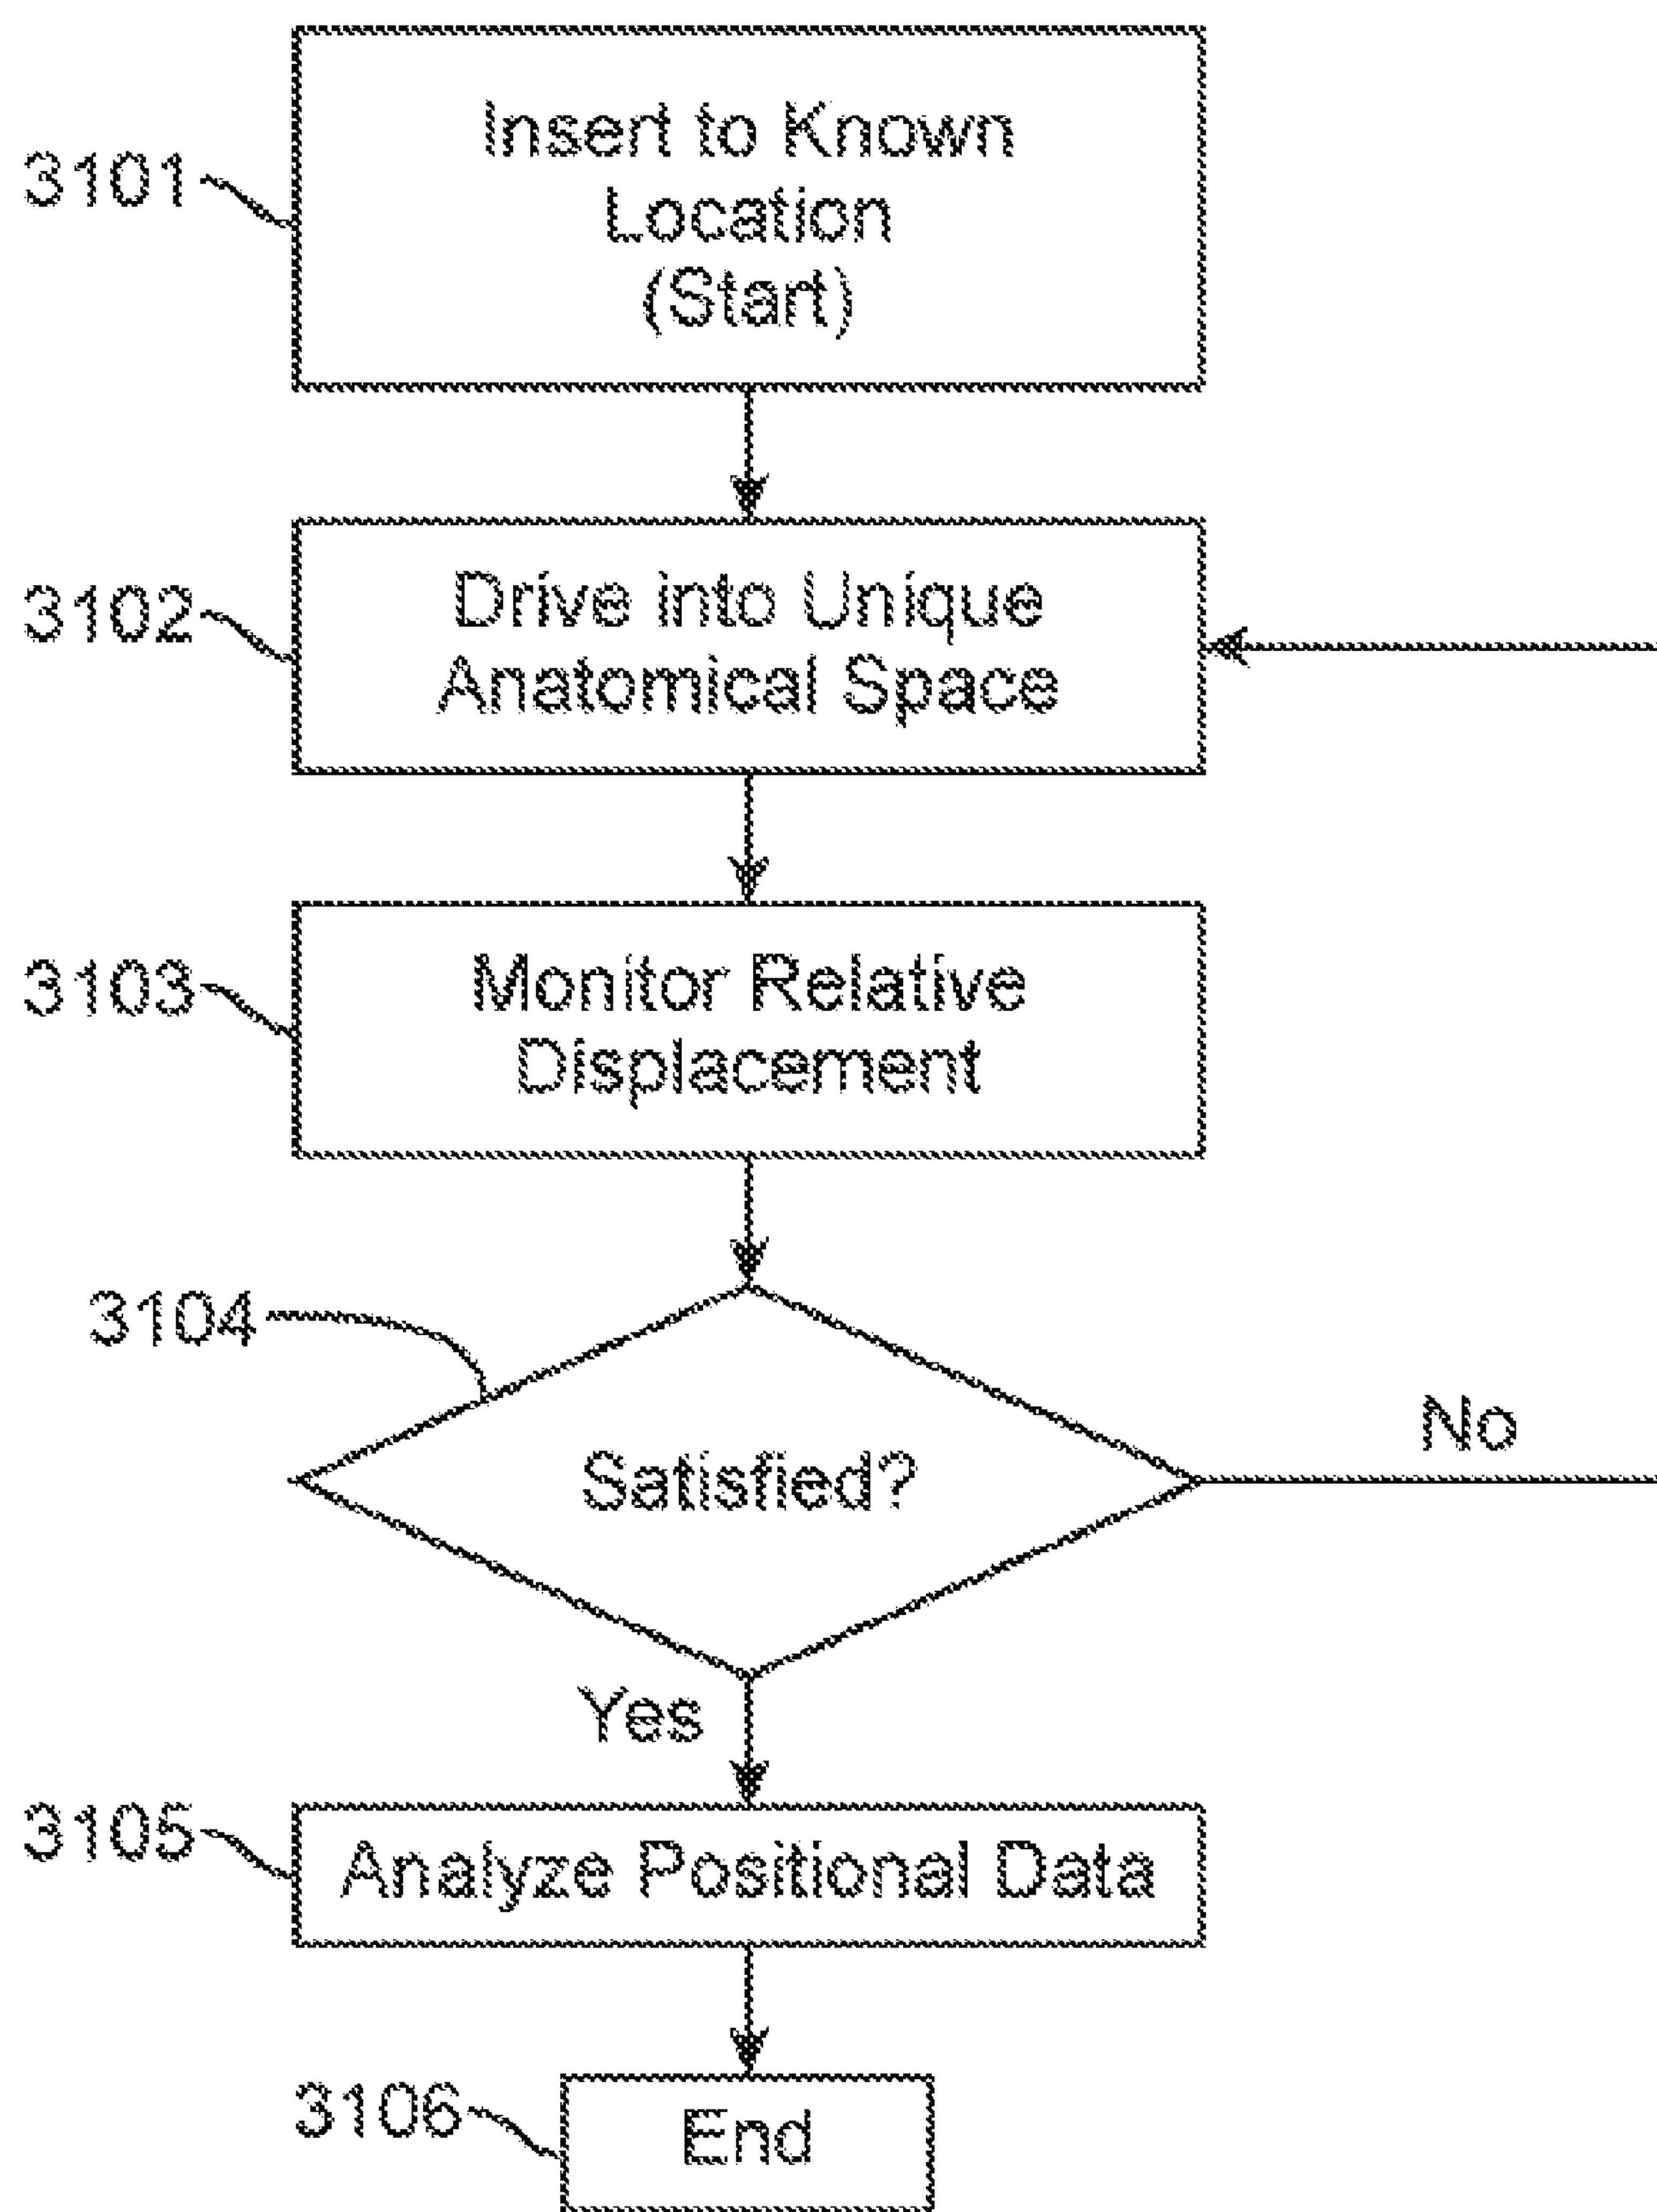 3101
Insert to Known
Location
(Start)
3102
Drive into Unique
Anatomical Space
3103
Monitor Relative
Displacement
3104
Satisfied?
No
Yes
3105
Analyze Positional Data
3106
End